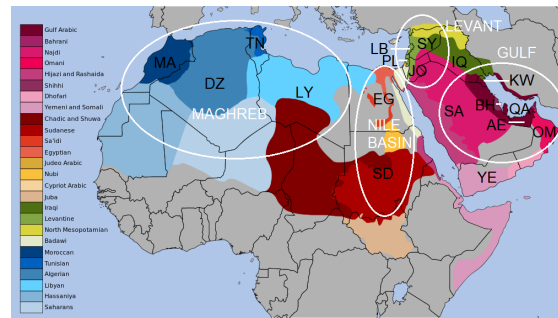 Gulf Arabic
Bahrani
Najdi
Omani
Hijazi and Rashaida
Shihhi
Dhofari
Yemeni and Somali
Chadic and Shuwa
Sudanese
Sa'idi
Egyptian
Judeo Arabic
Nubi
Cypriot Arabic
Juba
Iraqi
Levantine
North Mesopotamian
Badawi
Moroccan
Tunisian
Algerian
Libyan
Hassaniya
Saharans
LEVANT
TN
LB
SY
GULF
MA
PL
IQ
DZ
JO
KW
LY
EG
MAGHREB
SA
BH
QA
NILE
BASIN
AE
OM
SD
YE